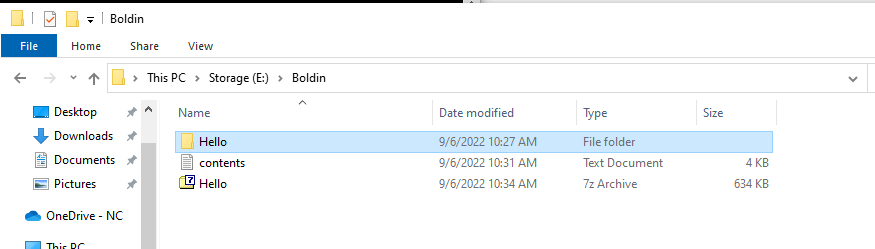 Boldin
File Home Share View
This PC Storage (E:) Boldin
Name Date modified Type Size
Desktop
Hello 9/6/2022 10:27 AM File folder
Downloads
contents 9/6/2022 10:31 AM Text Document 4 KB
Documents
Hello 9/6/2022 10:34 AM 7z Archive 634 KB
Pictures
OneDrive - NC
This PC